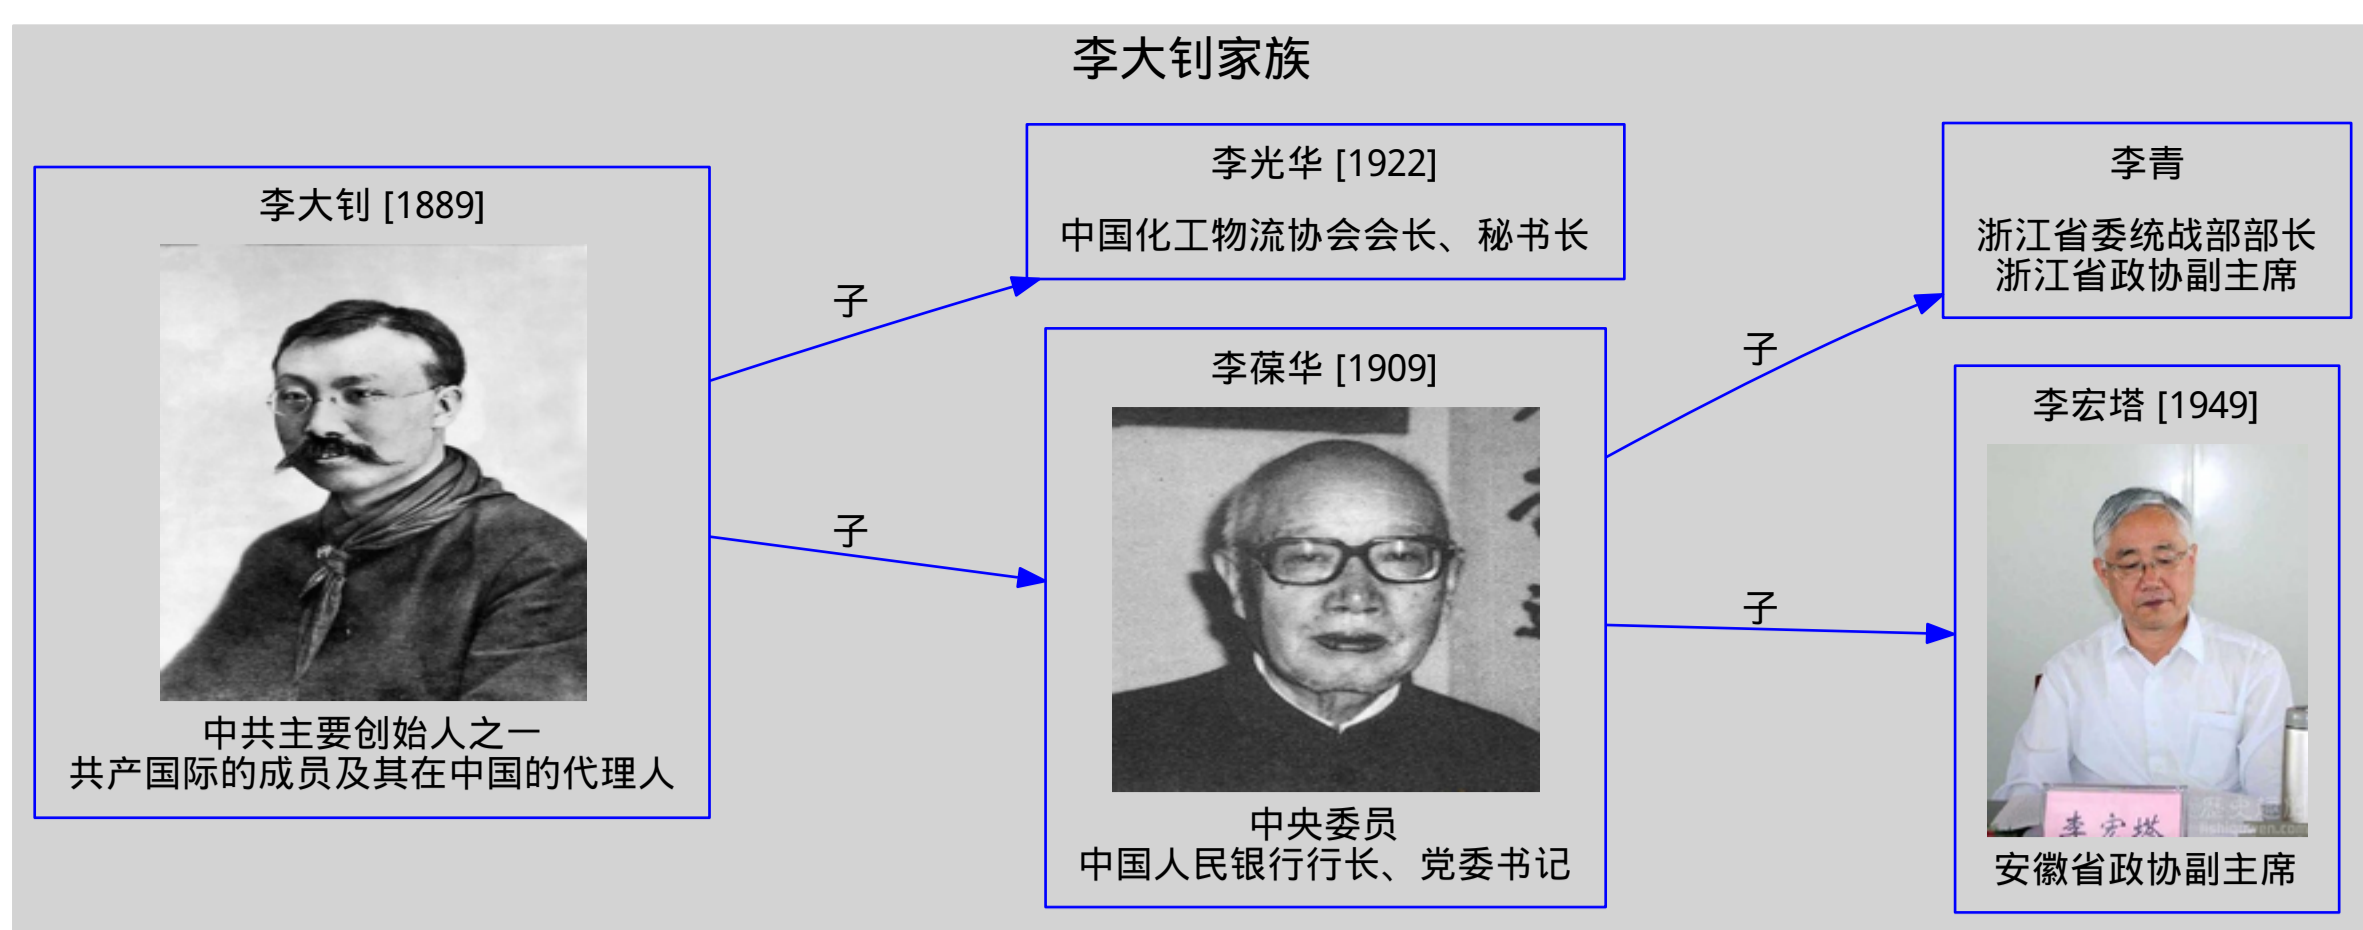 李大钊家族
李大钊 [1889]
中共主要创始人之一
共产国际的成员及其在中国的代理人
子
子
李光华 [1922]
中国化工物流协会会长、秘书长
李葆华 [1909]
中央委员
中国人民银行行长、党委书记
子
子
李青
浙江省委统战部部长
浙江省政协副主席
李宏塔 [1949]
李宏塔
安徽省政协副主席